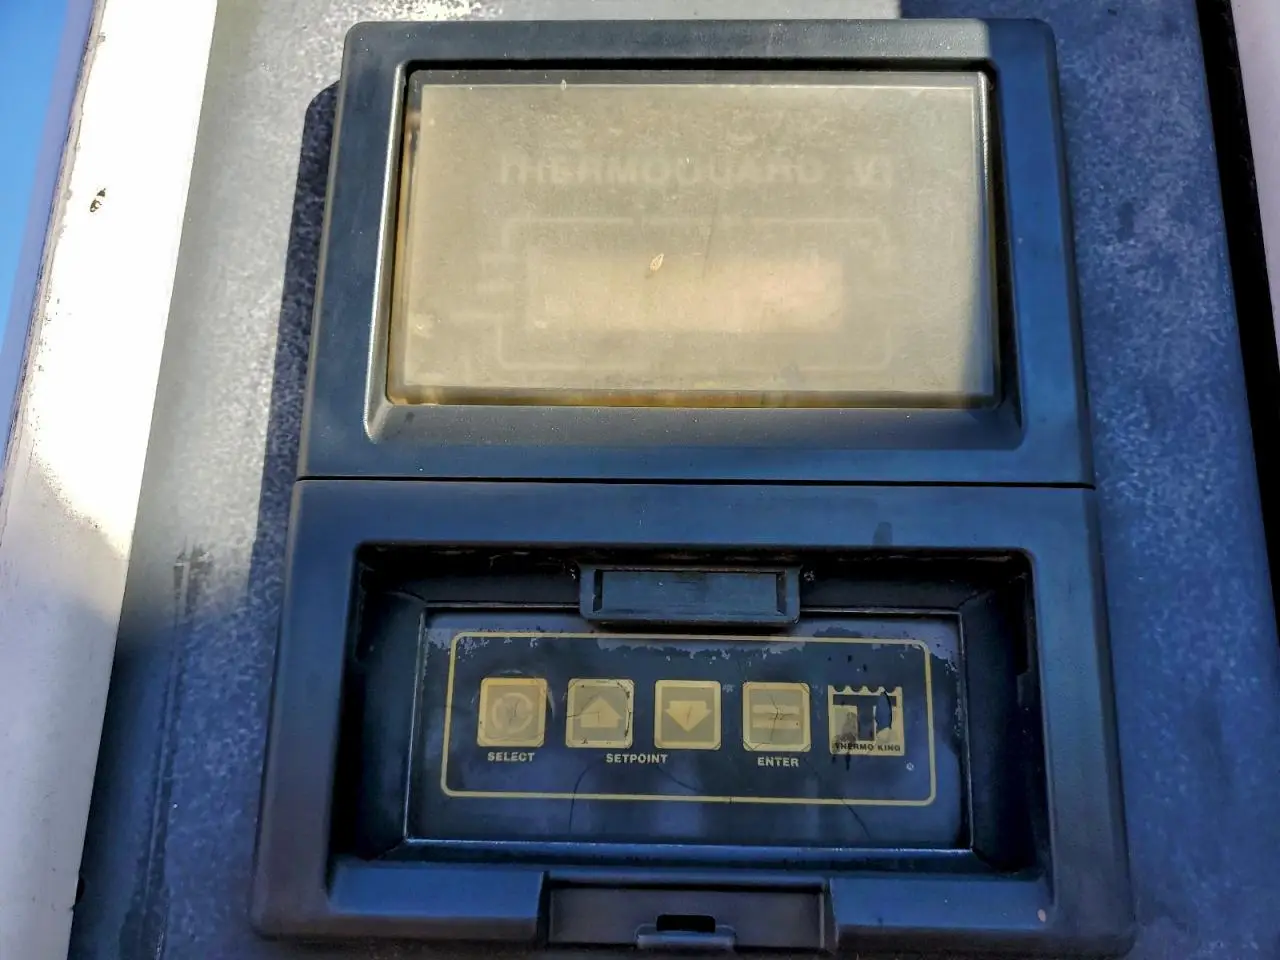 THERMOGUARD VI
SELECT SETPOINT ENTER
THERMO KING